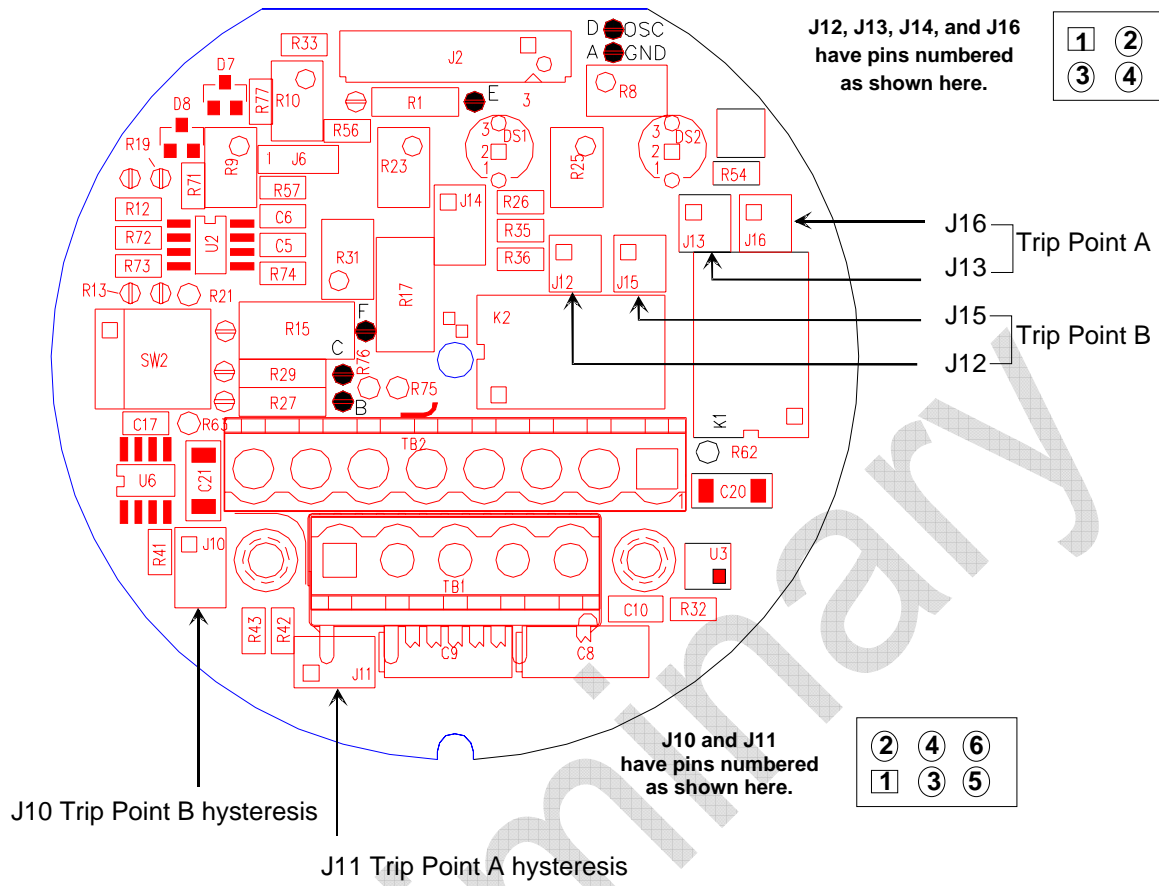 D OSC
A GND
J12, J13, J14, and J16
have pins numbered
as shown here.
1 2
3 4
R33
J2
D7
R77
R10
R1
E
3
R8
D8
R56
3
2
1
DS1
3
2
1
DS2
R19
R9
1 J6
R23
R25
R54
R71
R57
R12
C6
J14
R26
J13
J16
R72
U2
C5
R35
R73
R74
R31
R36
J12
J15
R13
R21
R17
J16
J13
Trip Point A
J15
J12
Trip Point B
SW2
R15
F
K2
C
R76
R29
R75
R27
B
K1
C17
R63
TB2
R62
U6
C21
1
C20
R41
J10
U3
TB1
R43
R42
C10
R32
J11
C9
C8
J10 and J11
have pins numbered
as shown here.
2 4 6
1 3 5
J10 Trip Point B hysteresis
J11 Trip Point A hysteresis